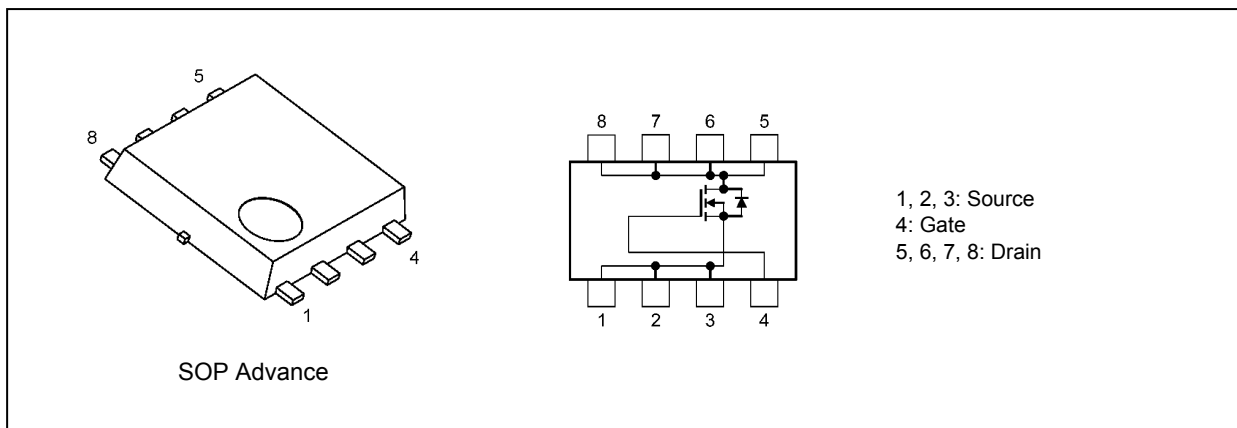 5
8
4
1
SOP Advance
8 7 6 5
1 2 3 4
1, 2, 3: Source
4: Gate
5, 6, 7, 8: Drain